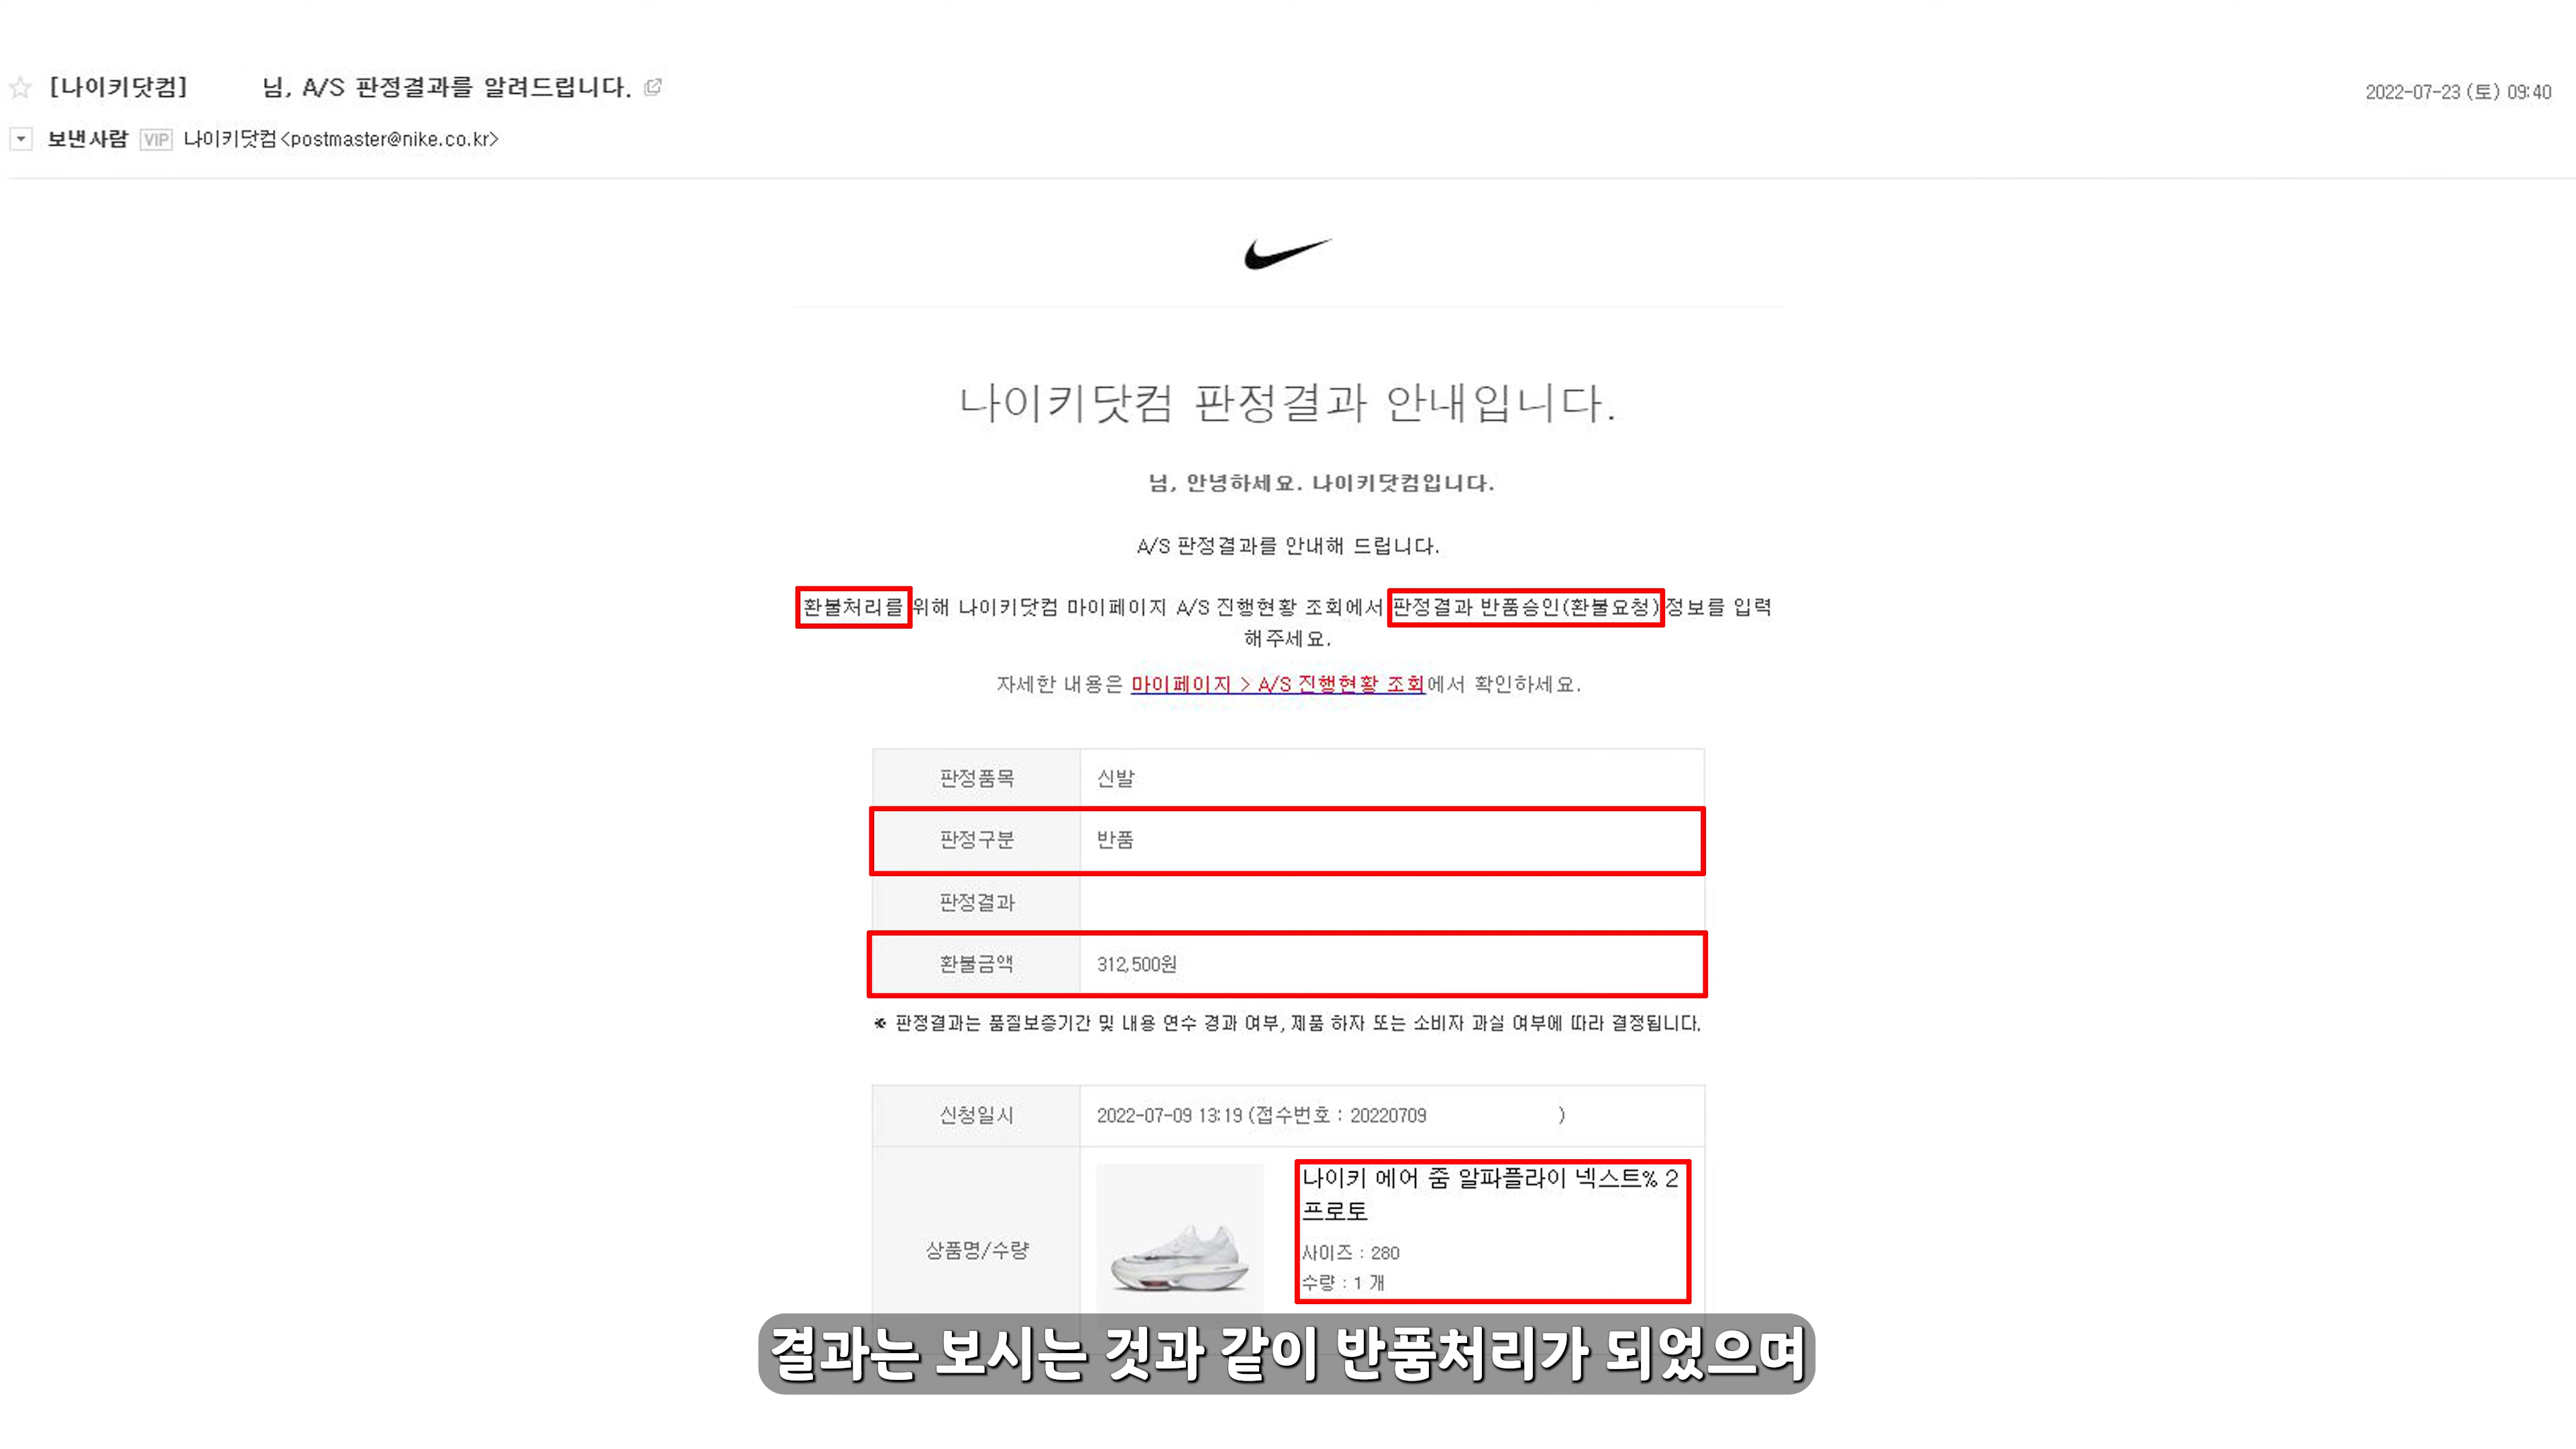 [나이키닷컴] 님, A/S 판정결과를 알려드립니다.
2022-07-23 (토) 09:40
보낸사람 VIP 나이키닷컴<postmaster@nike.co.kr>
나이키닷컴 판정결과 안내입니다.
님, 안녕하세요. 나이키닷컴입니다.
A/S 판정결과를 안내해 드립니다.
환불처리를 위해 나이키닷컴 마이페이지 A/S 진행현황 조회에서 판정결과 반품승인(환불요청) 정보를 입력
해주세요.
자세한 내용은 마이페이지 > A/S 진행현황 조회에서 확인하세요.
판정품목 신발
판정구분 반품
판정결과
환불금액 312,500원
※ 판정결과는 품질보증기간 및 내용 연수 경과 여부, 제품 하자 또는 소비자 과실 여부에 따라 결정됩니다.
신청일시 2022-07-09 13:19 (접수번호 : 20220709 )
상품명/수량
나이키 에어 줌 알파플라이 넥스트% 2
프로토
사이즈 : 280
수량 : 1 개
결과는 보시는 것과 같이 반품처리가 되었으며